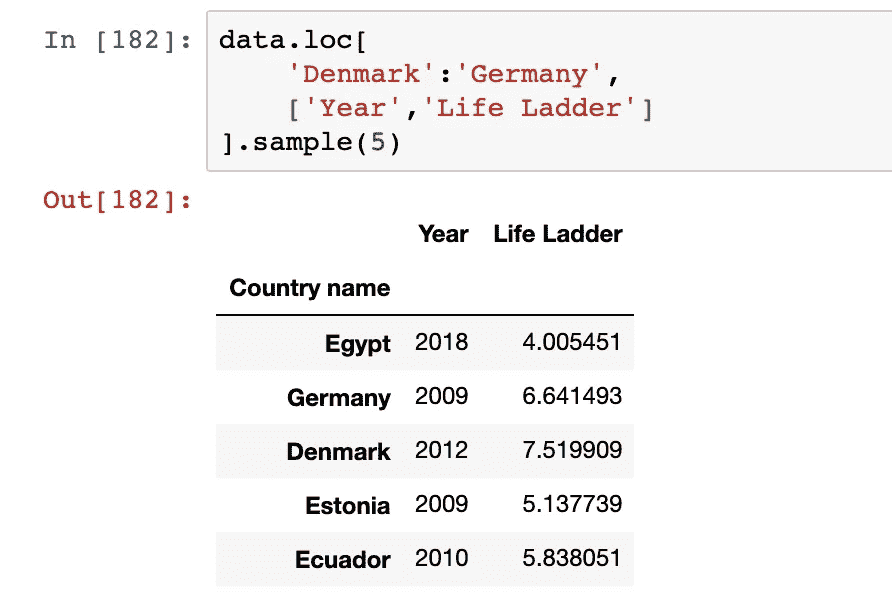 In [182]: data.loc[
    'Denmark':'Germany',
    ['Year','Life Ladder']
].sample(5)
Out[182]:
Year Life Ladder
Country name
Egypt 2018 4.005451
Germany 2009 6.641493
Denmark 2012 7.519909
Estonia 2009 5.137739
Ecuador 2010 5.838051